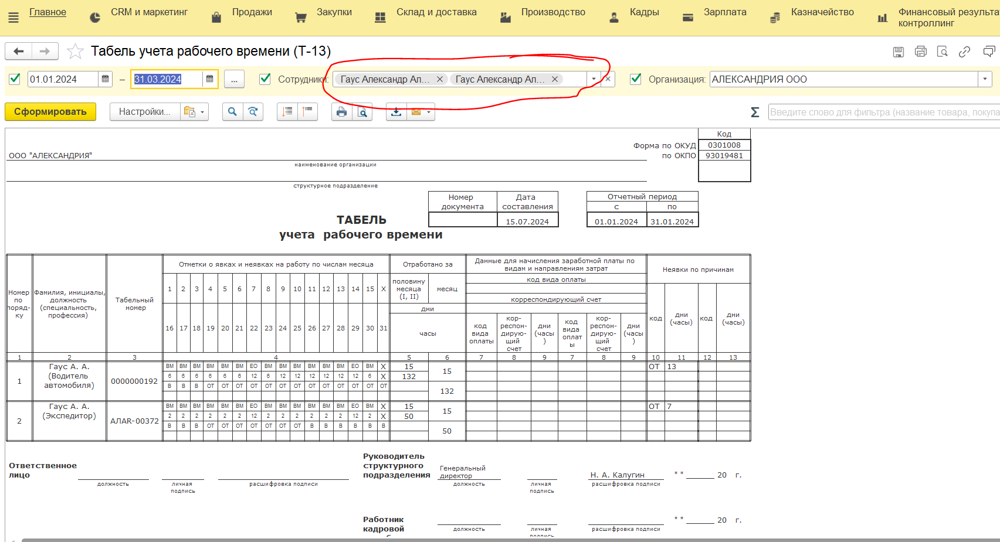 Главное CRM и маркетинг Продажи Закупки Склад и доставка Производство Кадры Зарплата Казначейство Финансовый результа
контроллинг
Табель учета рабочего времени (Т-13)
01.01.2024 – 31.03.2024 ... Сотрудники: Гаус Александр Ал... × Гаус Александр Ал... × × Организация: АЛЕКСАНДРИЯ ООО
Сформировать Настройки... Σ Введите слово для фильтра (название товара, покупа
Код
Форма по ОКУД 0301008
ООО "АЛЕКСАНДРИЯ" по ОКПО 93019481
наименование организации
структурное подразделение
Номер документа Дата составления Отчетный период
с по
15.07.2024 01.01.2024 31.01.2024
ТАБЕЛЬ
учета рабочего времени
Номер по поряд-ку Фамилия, инициалы, должность (специальность, профессия) Табельный номер Отметки о явках и неявках на работу по числам месяца Отработано за Данные для начисления заработной платы по видам и направлениям затрат Неявки по причинам
1 2 3 4 5 6 7 8 9 10 11 12 13 14 15 X половину месяца (I, II) месяц код вида оплаты
корреспондирующий счет
дни
16 17 18 19 20 21 22 23 24 25 26 27 28 29 30 31 часы код вида оплаты кор-респон-дирую-щий счет дни (часы) код вида оплаты кор-респон-дирую-щий счет дни (часы) код дни (часы) код дни (часы)
1 2 3 4 5 6 7 8 9 7 8 9 10 11 12 13
1 Гаус А. А. (Водитель автомобиля) 0000000192
ВМ ВМ ВМ ВМ ВМ ВМ ЕО ВМ ВМ ВМ ВМ ВМ ВМ ЕО ВМ X 15 15 ОТ 13
6 6 6 6 6 6 12 6 12 12 12 12 12 12 6 X 132
В В В ОТ ОТ ОТ ОТ ОТ ОТ ОТ ОТ ОТ ОТ ОТ ОТ ОТ 132
2 Гаус А. А. (Экспедитор) АЛАR-00372
ВМ ВМ ВМ ВМ ВМ ВМ ЕО ВМ ВМ ВМ ВМ ВМ ВМ ЕО ВМ X 15 15 ОТ 7
2 2 2 2 2 2 12 2 2 2 2 2 2 12 2 X 50
В В В ОТ ОТ ОТ ОТ ОТ ОТ ОТ В В В В В В 50
Ответственное лицо
должность личная подпись расшифровка подписи
Руководитель структурного подразделения Генеральный директор Н. А. Калугин " " ______ 20 г.
должность личная подпись расшифровка подписи
Работник кадровой " " ______ 20 г.
должность личная расшифровка подписи